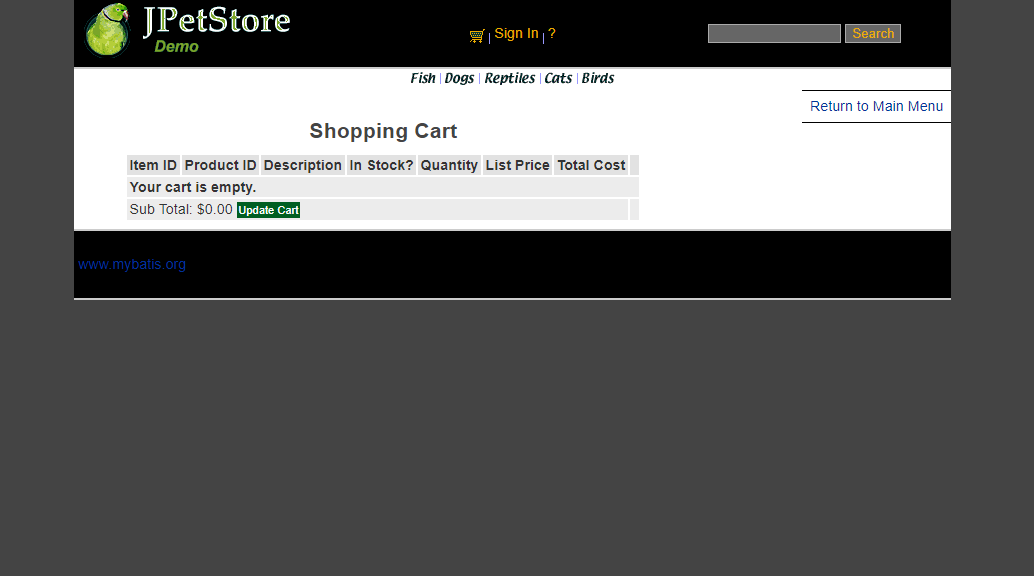 JPetStore
Demo
| Sign In | ?
Search
Fish | Dogs | Reptiles | Cats | Birds
Return to Main Menu
Shopping Cart
Item ID Product ID Description In Stock? Quantity List Price Total Cost
Your cart is empty.
Sub Total: $0.00 Update Cart
www.mybatis.org